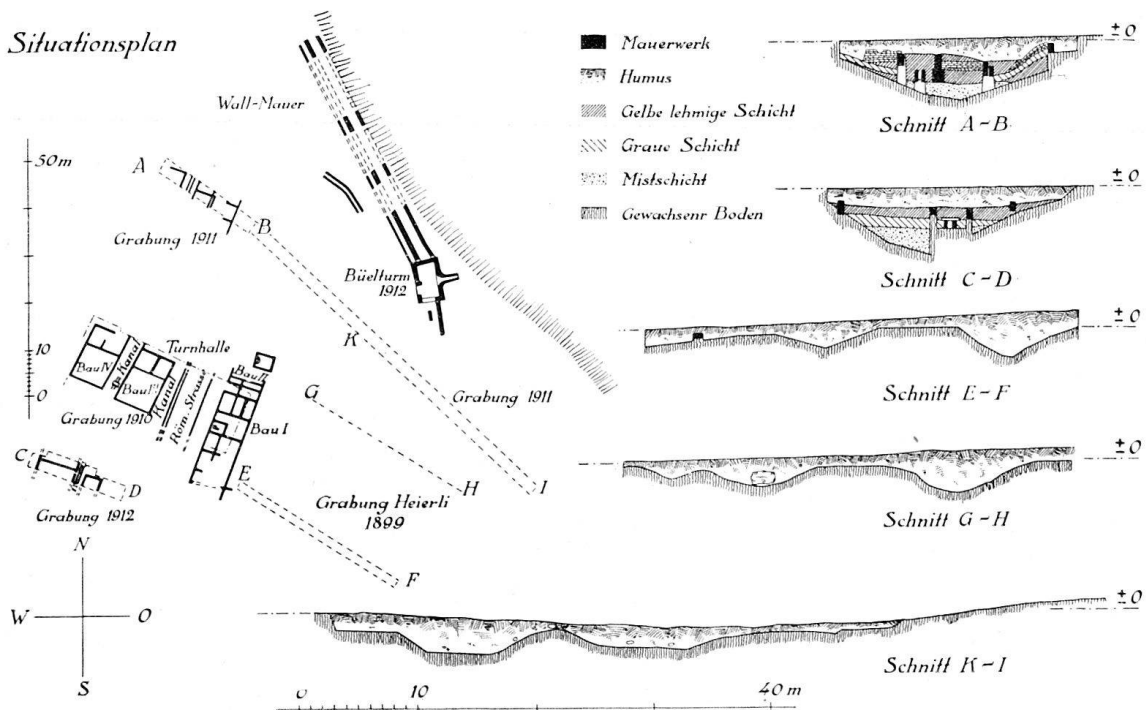 Situationsplan
Wall-Mauer
50 m
A
B
Grabung 1911
Büelturm
1912
K
10
0
Turnhalle
Bau IV
Kanal
Bau III
Kanal
Röm. Strasse
Bau II
Bau I
Grabung 1910
G
Grabung 1911
C
D
Grabung 1912
E
H
I
Grabung Heierli
1899
F
N
W
O
S
Mauerwerk
Humus
Gelbe lehmige Schicht
Graue Schicht
Mistschicht
Gewachsenr Boden
± 0
Schnitt A-B
± 0
Schnitt C-D
± 0
Schnitt E-F
± 0
Schnitt G-H
± 0
Schnitt K-I
0
10
40 m